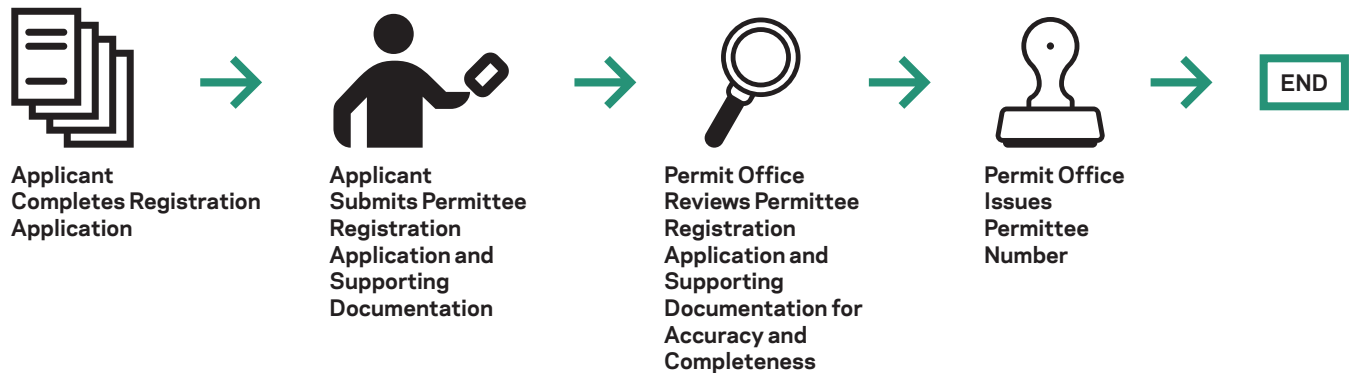 Applicant
Completes Registration
Application
Applicant
Submits Permittee
Registration
Application and
Supporting
Documentation
Permit Office
Reviews Permittee
Registration
Application and
Supporting
Documentation for
Accuracy and
Completeness
Permit Office
Issues
Permittee
Number
END